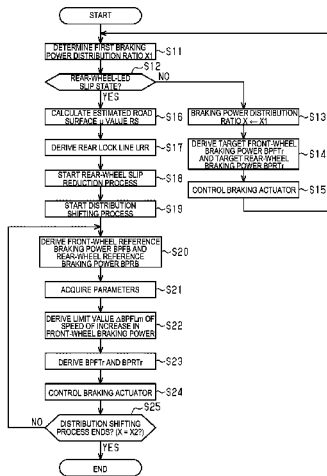 START
DETERMINE FIRST BRAKING
POWER DISTRIBUTION RATIO X1
S11
REAR-WHEEL-LED
SLIP STATE?
S12
NO
YES
BRAKING POWER DISTRIBUTION
RATIO X ← X1
S13
DERIVE TARGET FRONT-WHEEL
BRAKING POWER BPFTr
AND TARGET REAR-WHEEL
BRAKING POWER BPRTr
S14
CONTROL BRAKING ACTUATOR
S15
CALCULATE ESTIMATED ROAD
SURFACE μ VALUE RS
S16
DERIVE REAR LOCK LINE LRR
S17
START REAR-WHEEL SLIP
REDUCTION PROCESS
S18
START DISTRIBUTION
SHIFTING PROCESS
S19
DERIVE FRONT-WHEEL REFERENCE
BRAKING POWER BPFB AND
REAR-WHEEL REFERENCE
BRAKING POWER BPRB
S20
ACQUIRE PARAMETERS
S21
DERIVE LIMIT VALUE ΔBPFLm OF
SPEED OF INCREASE IN
FRONT-WHEEL BRAKING POWER
S22
DERIVE BPFTr AND BPRTr
S23
CONTROL BRAKING ACTUATOR
S24
DISTRIBUTION SHIFTING
PROCESS ENDS? (X = X2?)
S25
NO
YES
END